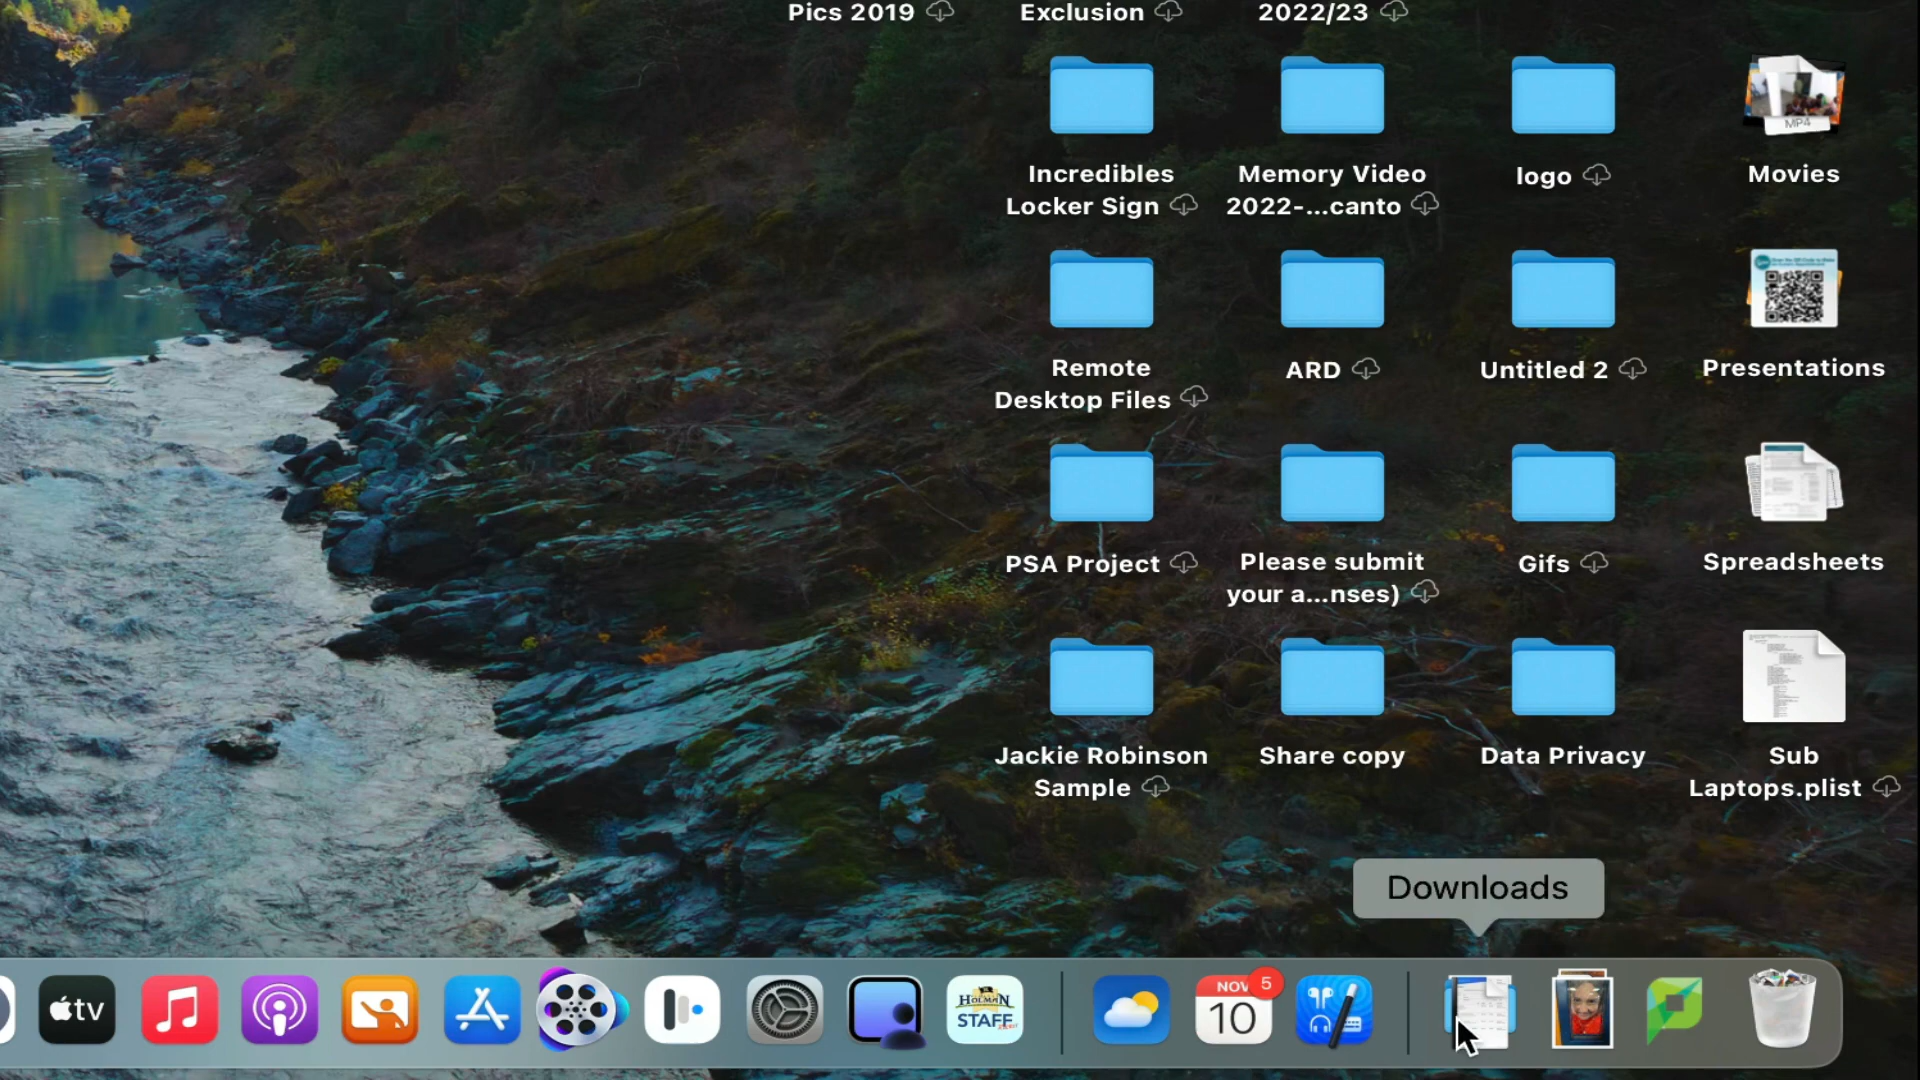 Pics 2019
Exclusion
2022/23
Incredibles
Locker Sign
Memory Video
2022-...canto
logo
MP4
Movies
Remote
Desktop Files
ARD
Untitled 2
Presentations
PSA Project
Please submit
your a...nses)
Gifs
Spreadsheets
Jackie Robinson
Sample
Share copy
Data Privacy
Sub
Laptops.plist
Downloads
tv
HOLMAN
STAFF
NOV
5
10